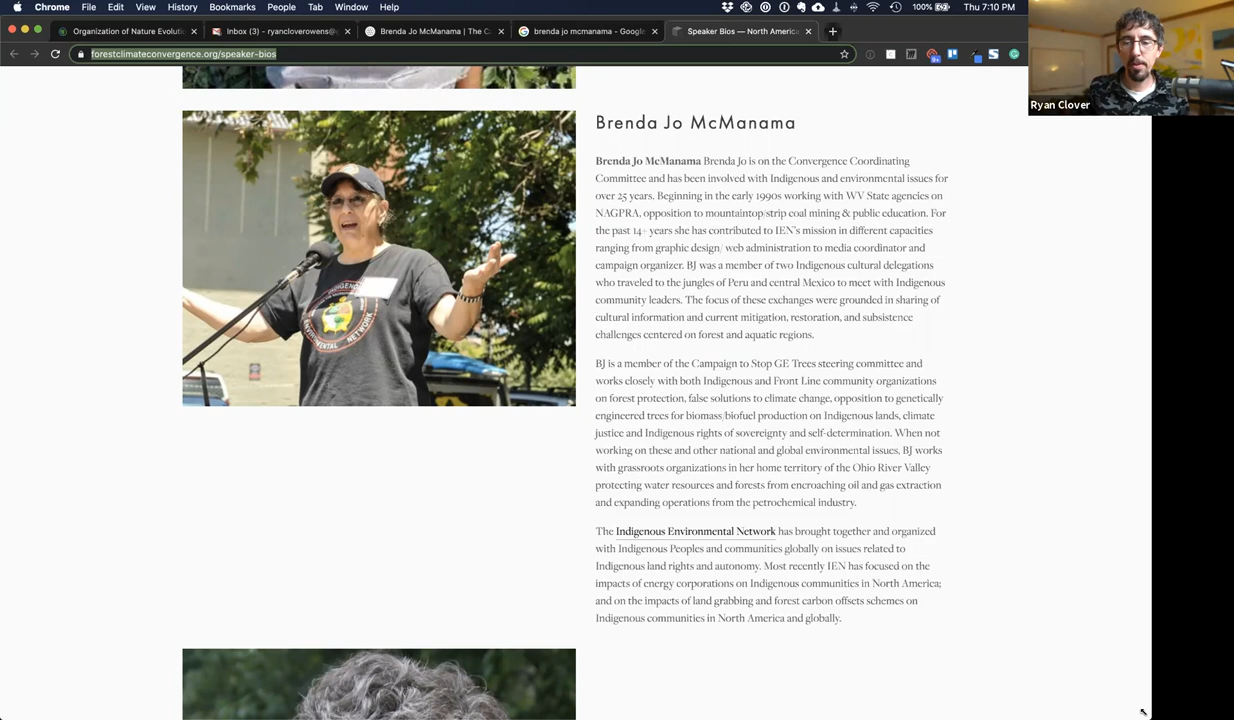 Chrome File Edit View History Bookmarks People Tab Window Help 100% Thu 7:10 PM
Organization of Nature Evoluti Inbox (3) - ryancloverowens@ Brenda Jo McManama | The C brenda jo mcmanama - Google Speaker Bios — North America
forestclimateconvergence.org/speaker-bios
Ryan Clover
Brenda Jo McManama
Brenda Jo McManama Brenda Jo is on the Convergence Coordinating
Committee and has been involved with Indigenous and environmental issues for
over 25 years. Beginning in the early 1990s working with WV State agencies on
NAGPRA, opposition to mountaintop/strip coal mining & public education. For
the past 14+ years she has contributed to IEN's mission in different capacities
ranging from graphic design/ web administration to media coordinator and
campaign organizer. BJ was a member of two Indigenous cultural delegations
who traveled to the jungles of Peru and central Mexico to meet with Indigenous
community leaders. The focus of these exchanges were grounded in sharing of
cultural information and current mitigation, restoration, and subsistence
challenges centered on forest and aquatic regions.
BJ is a member of the Campaign to Stop GE Trees steering committee and
works closely with both Indigenous and Front Line community organizations
on forest protection, false solutions to climate change, opposition to genetically
engineered trees for biomass/biofuel production on Indigenous lands, climate
justice and Indigenous rights of sovereignty and self-determination. When not
working on these and other national and global environmental issues, BJ works
with grassroots organizations in her home territory of the Ohio River Valley
protecting water resources and forests from encroaching oil and gas extraction
and expanding operations from the petrochemical industry.
The Indigenous Environmental Network has brought together and organized
with Indigenous Peoples and communities globally on issues related to
Indigenous land rights and autonomy. Most recently IEN has focused on the
impacts of energy corporations on Indigenous communities in North America;
and on the impacts of land grabbing and forest carbon offsets schemes on
Indigenous communities in North America and globally.